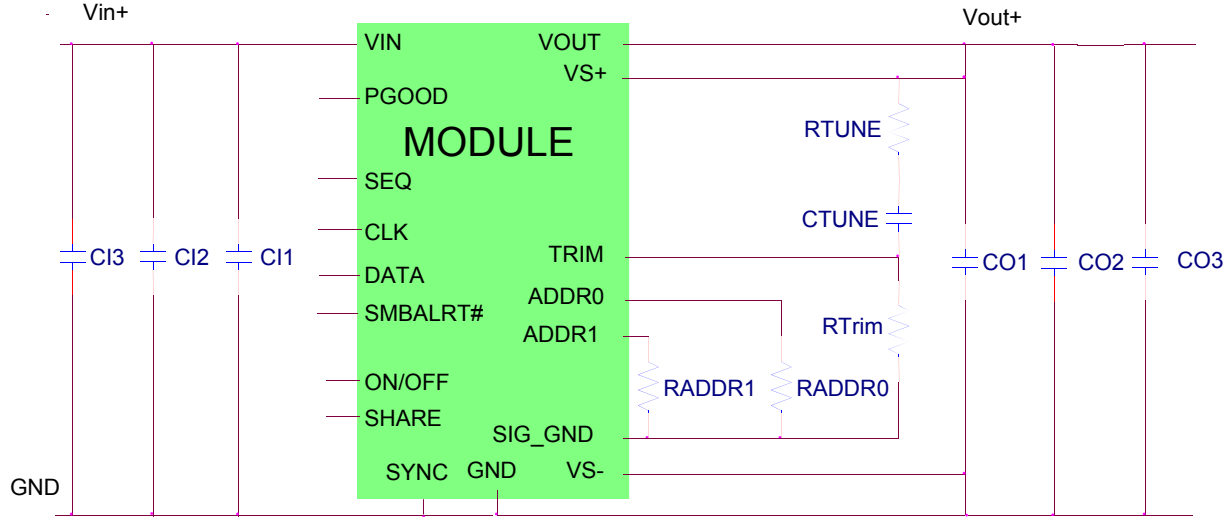 Vin+
Vout+
VIN
VOUT
VS+
PGOOD
RTUNE
MODULE
SEQ
CTUNE
CLK
TRIM
CI3
CI2
CI1
CO1
CO2
CO3
DATA
ADDR0
SMBALRT#
ADDR1
RTrim
ON/OFF
RADDR1
RADDR0
SHARE
SIG_GND
SYNC
GND
VS-
GND